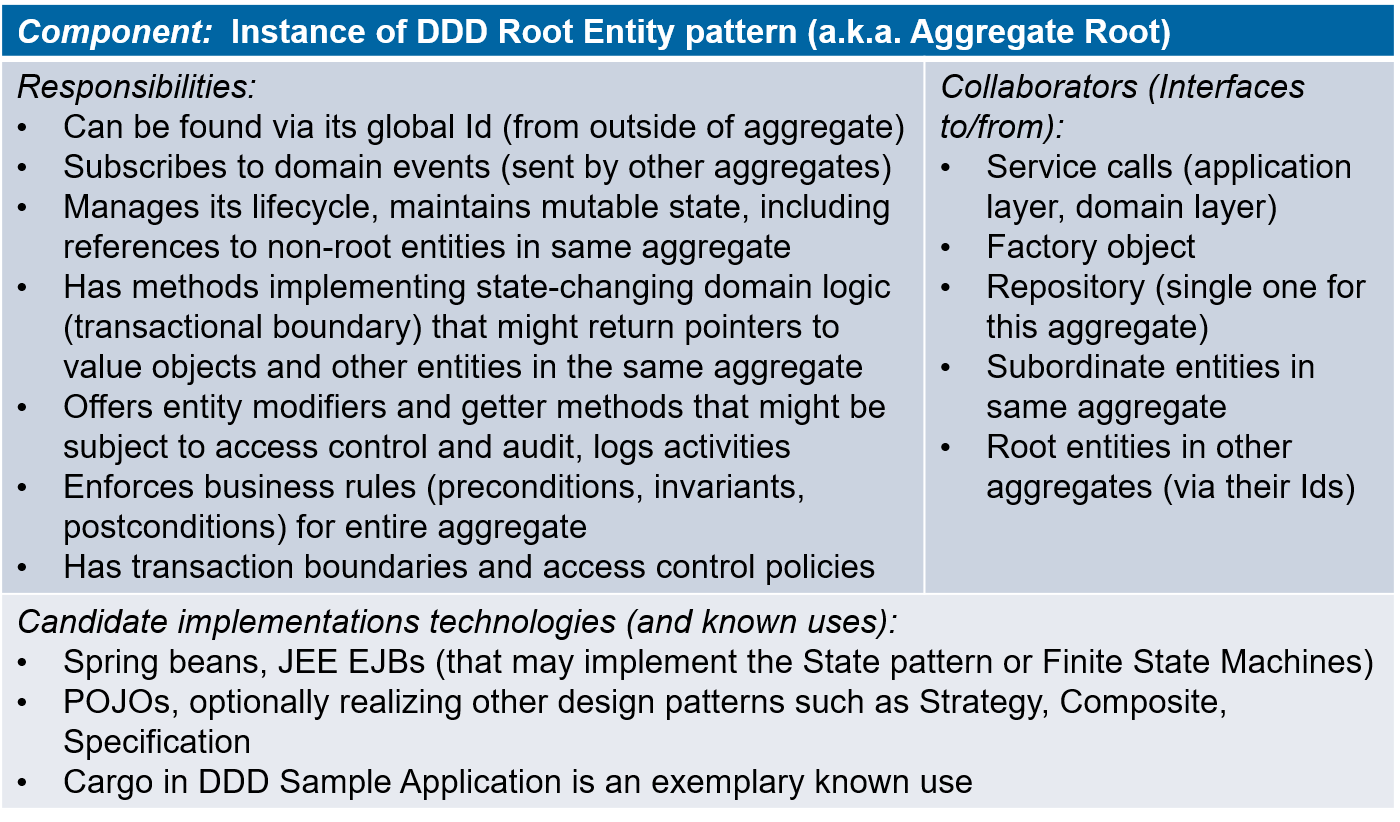 Component: Instance of DDD Root Entity pattern (a.k.a. Aggregate Root)
Responsibilities:
• Can be found via its global Id (from outside of aggregate)
• Subscribes to domain events (sent by other aggregates)
• Manages its lifecycle, maintains mutable state, including
references to non-root entities in same aggregate
• Has methods implementing state-changing domain logic
(transactional boundary) that might return pointers to
value objects and other entities in the same aggregate
• Offers entity modifiers and getter methods that might be
subject to access control and audit, logs activities
• Enforces business rules (preconditions, invariants,
postconditions) for entire aggregate
• Has transaction boundaries and access control policies
Collaborators (Interfaces
to/from):
• Service calls (application
layer, domain layer)
• Factory object
• Repository (single one for
this aggregate)
• Subordinate entities in
same aggregate
• Root entities in other
aggregates (via their Ids)
Candidate implementations technologies (and known uses):
• Spring beans, JEE EJBs (that may implement the State pattern or Finite State Machines)
• POJOs, optionally realizing other design patterns such as Strategy, Composite,
Specification
• Cargo in DDD Sample Application is an exemplary known use